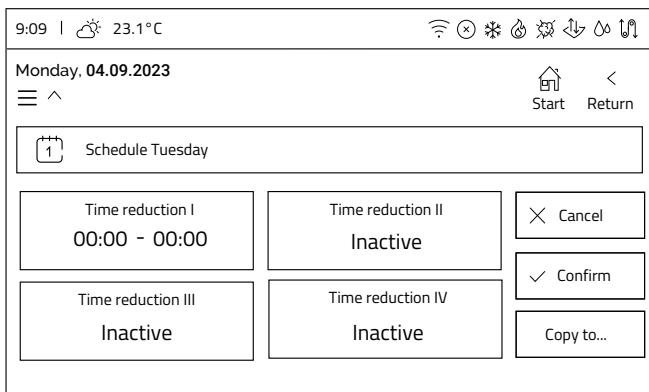 9:09 | 23.1°C
Monday, 04.09.2023
Start Return
1 Schedule Tuesday
Time reduction I
00:00 - 00:00
Time reduction II
Inactive
Cancel
Time reduction III
Inactive
Time reduction IV
Inactive
Confirm
Copy to...